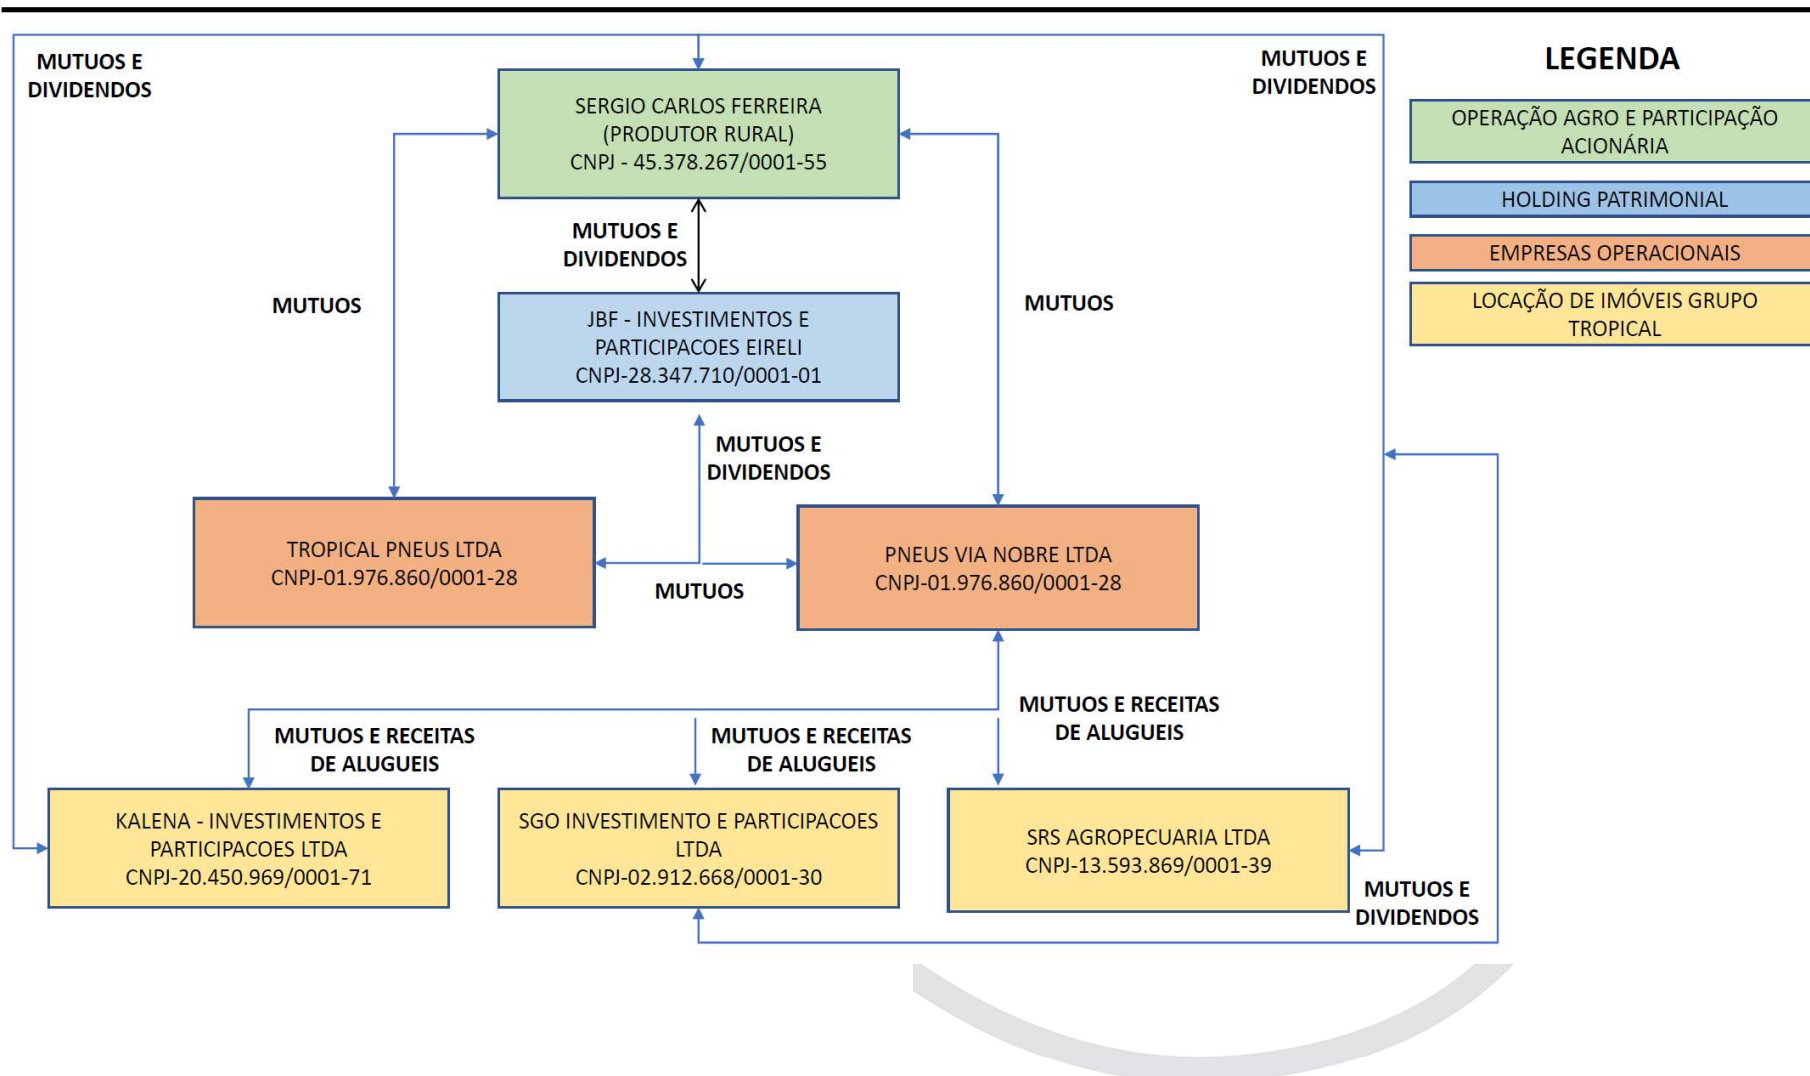 MUTUOS E
DIVIDENDOS
SERGIO CARLOS FERREIRA
(PRODUTOR RURAL)
CNPJ - 45.378.267/0001-55
MUTUOS E
DIVIDENDOS
LEGENDA
OPERAÇÃO AGRO E PARTICIPAÇÃO
ACIONÁRIA
HOLDING PATRIMONIAL
EMPRESAS OPERACIONAIS
LOCAÇÃO DE IMÓVEIS GRUPO
TROPICAL
MUTUOS E
DIVIDENDOS
MUTUOS
MUTUOS
JBF - INVESTIMENTOS E
PARTICIPACOES EIRELI
CNPJ-28.347.710/0001-01
MUTUOS E
DIVIDENDOS
TROPICAL PNEUS LTDA
CNPJ-01.976.860/0001-28
MUTUOS
PNEUS VIA NOBRE LTDA
CNPJ-01.976.860/0001-28
MUTUOS E RECEITAS
DE ALUGUEIS
MUTUOS E RECEITAS
DE ALUGUEIS
MUTUOS E RECEITAS
DE ALUGUEIS
KALENA - INVESTIMENTOS E
PARTICIPACOES LTDA
CNPJ-20.450.969/0001-71
SGO INVESTIMENTO E PARTICIPACOES
LTDA
CNPJ-02.912.668/0001-30
SRS AGROPECUARIA LTDA
CNPJ-13.593.869/0001-39
MUTUOS E
DIVIDENDOS